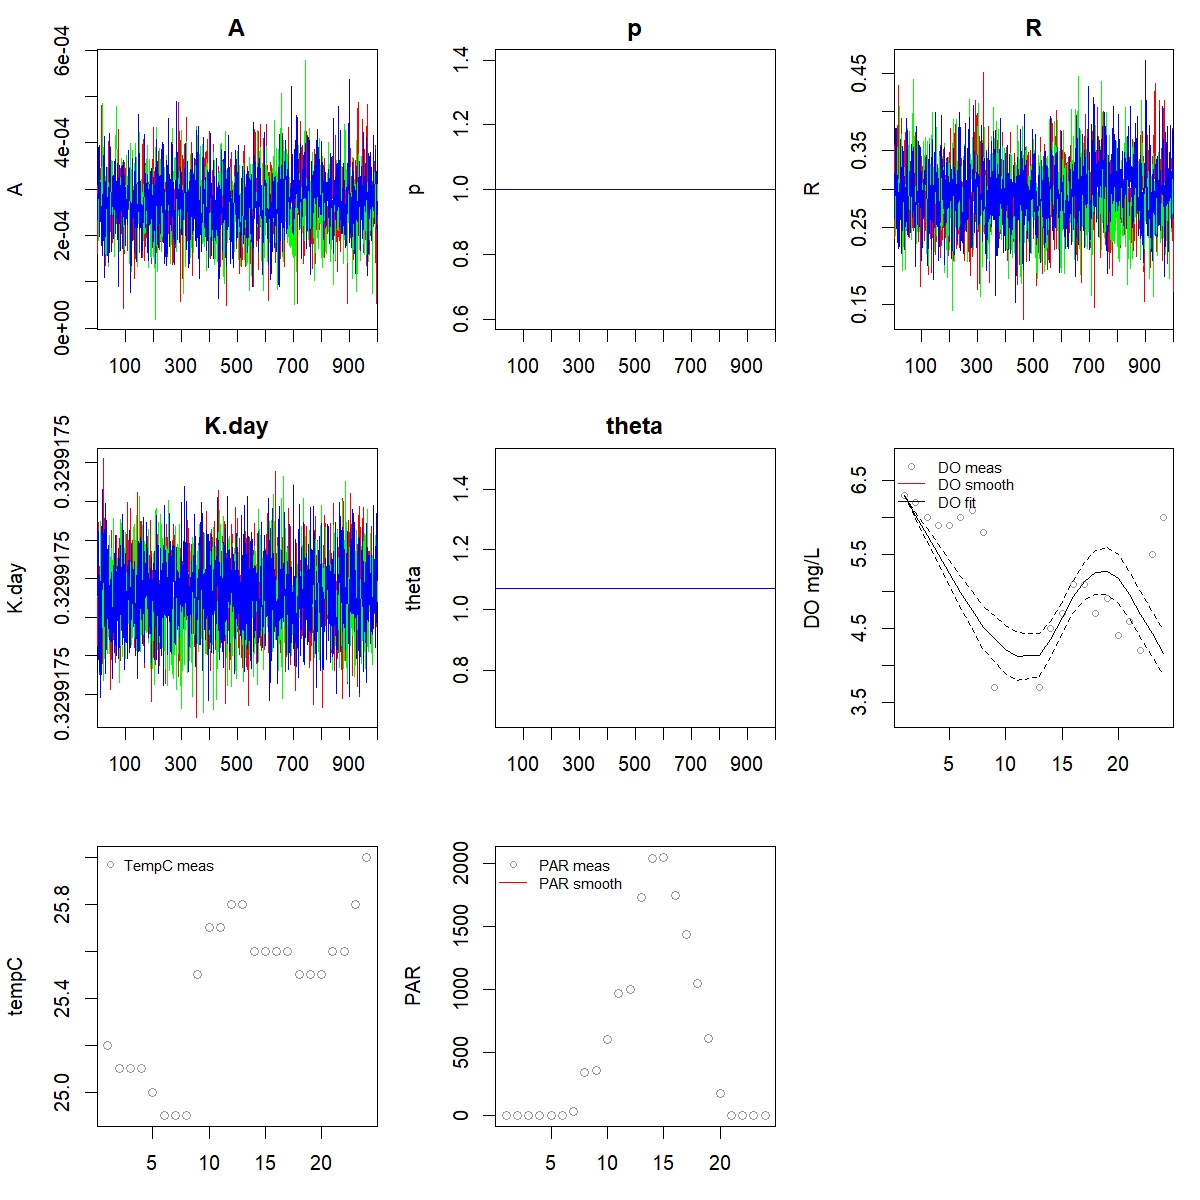 A
p
R
A
0e+00 2e-04 4e-04 6e-04
100 300 500 700 900
p
0.6 0.8 1.0 1.2 1.4
100 300 500 700 900
R
0.15 0.25 0.35 0.45
100 300 500 700 900
K.day
theta
K.day
0.3299175 0.3299175 0.3299175 0.3299175
100 300 500 700 900
theta
0.8 1.0 1.2 1.4
100 300 500 700 900
DO mg/L
3.5 4.5 5.5 6.5
DO meas
DO smooth
DO fit
5 10 15 20
tempC
25.0 25.4 25.8
TempC meas
5 10 15 20
PAR
0 500 1000 1500 2000
PAR meas
PAR smooth
5 10 15 20